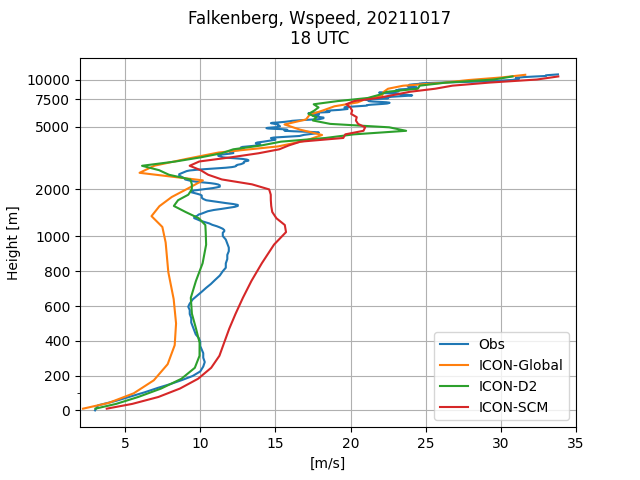 Falkenberg, Wspeed, 20211017
18 UTC
Height [m]
10000
7500
5000
2000
1000
800
600
400
200
0
5
10
15
20
25
30
35
[m/s]
Obs
ICON-Global
ICON-D2
ICON-SCM